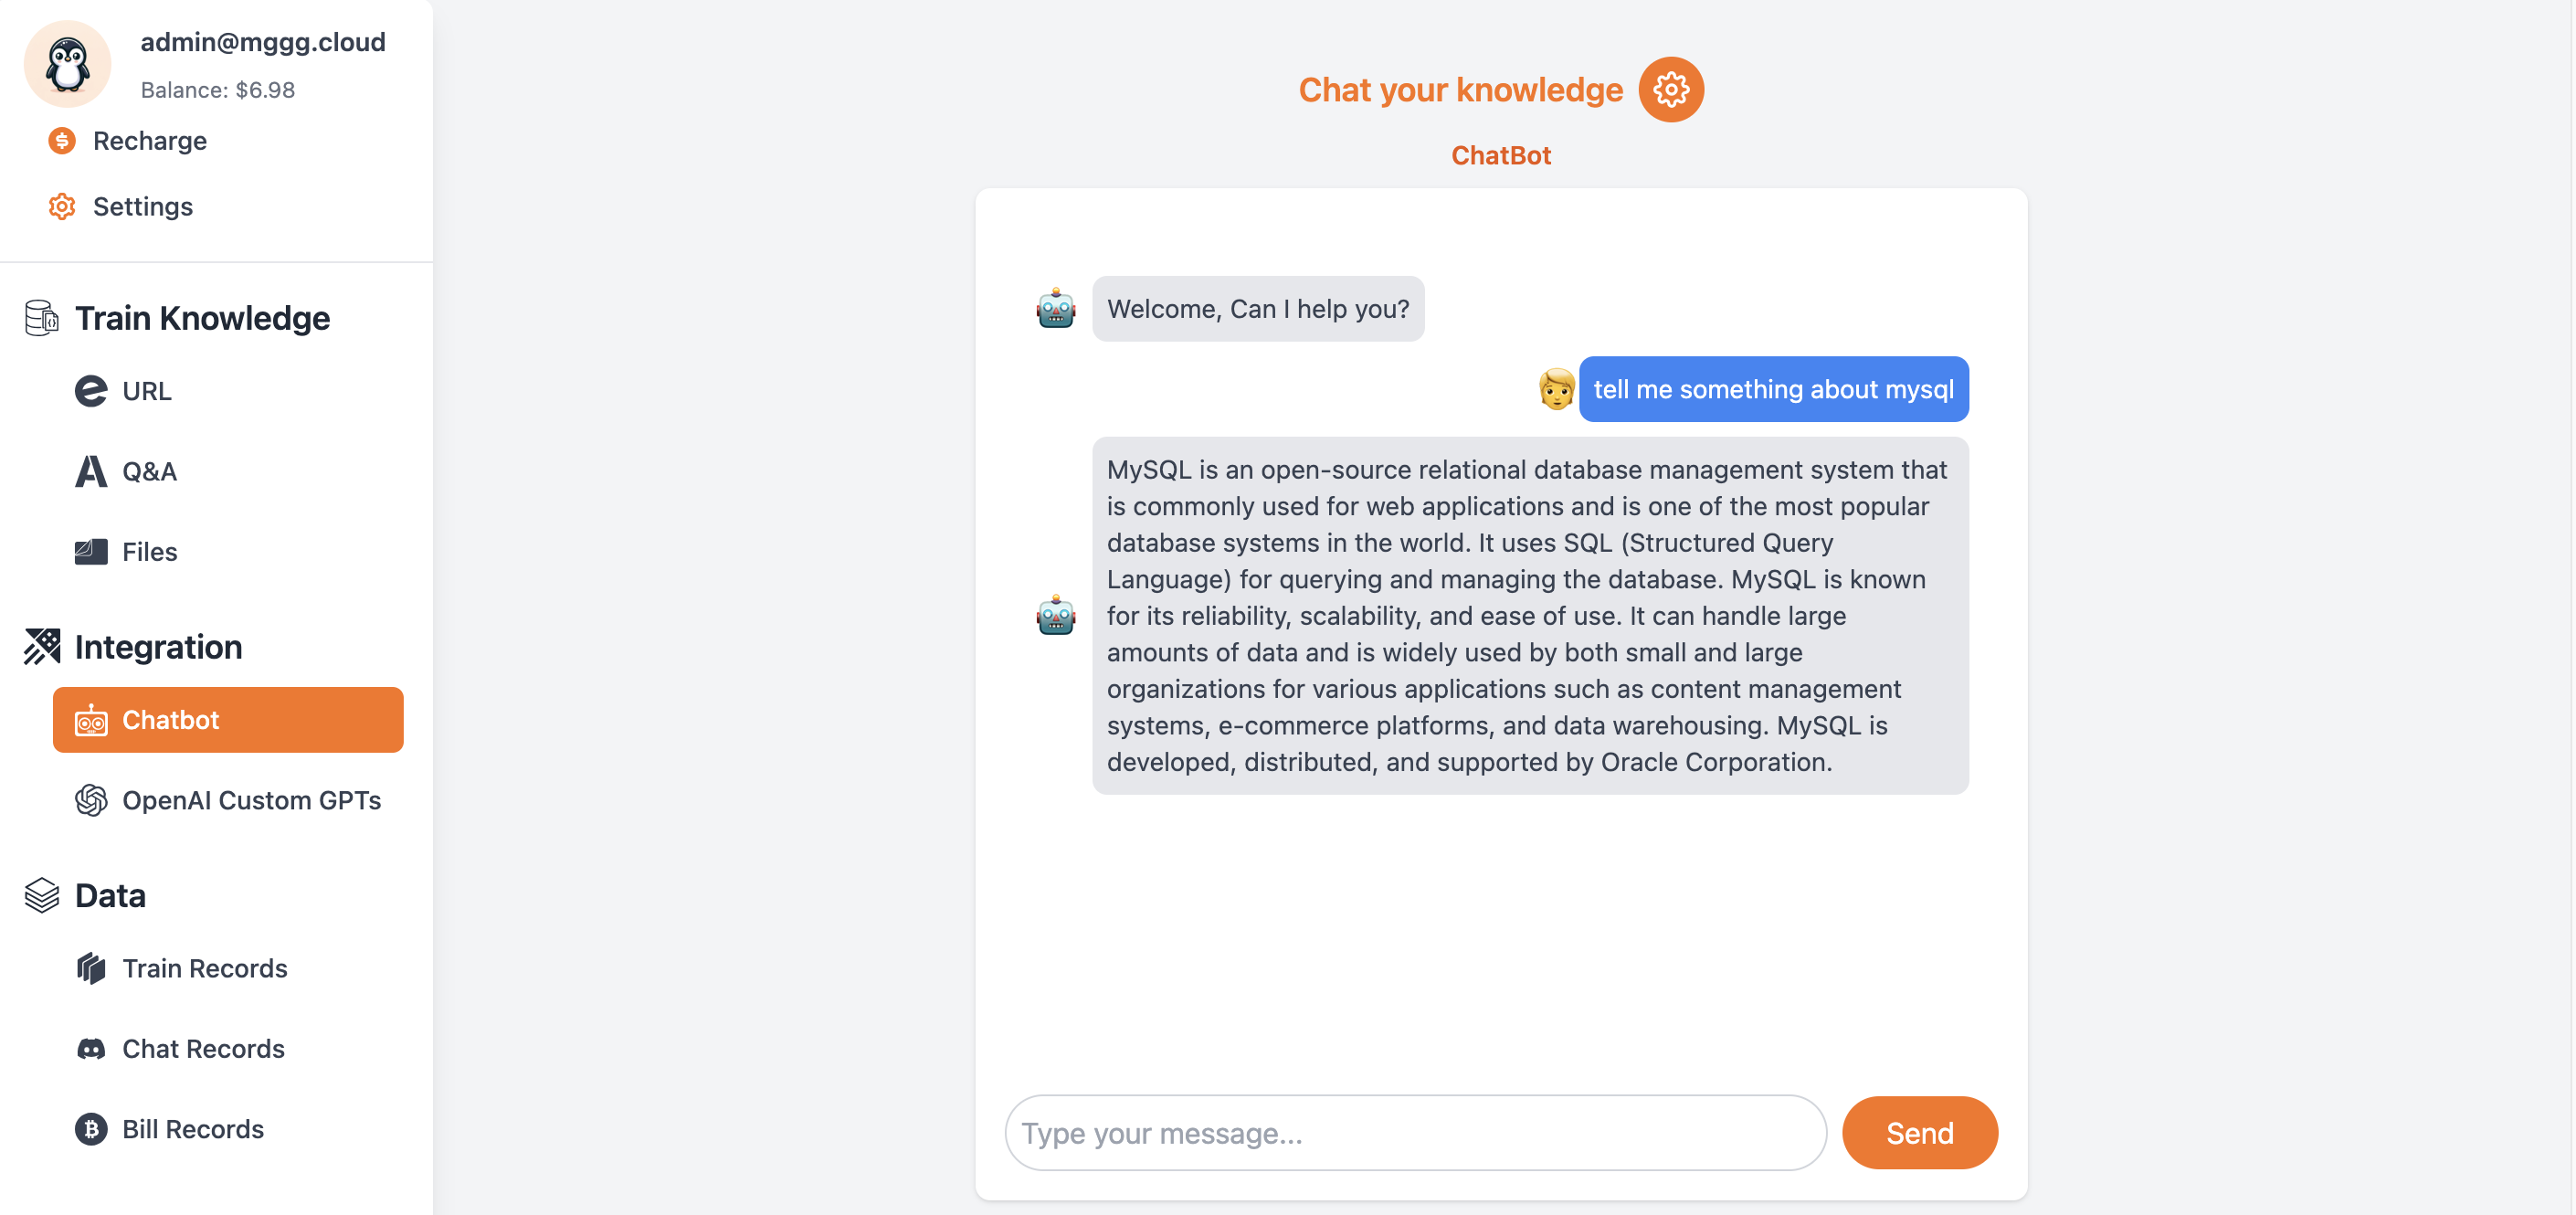 admin@mggg.cloud
Balance: $6.98
Recharge
Settings
Train Knowledge
URL
Q&A
Files
Integration
Chatbot
OpenAI Custom GPTs
Data
Train Records
Chat Records
Bill Records
Chat your knowledge
ChatBot
Welcome, Can I help you?
tell me something about mysql
MySQL is an open-source relational database management system that
is commonly used for web applications and is one of the most popular
database systems in the world. It uses SQL (Structured Query
Language) for querying and managing the database. MySQL is known
for its reliability, scalability, and ease of use. It can handle large
amounts of data and is widely used by both small and large
organizations for various applications such as content management
systems, e-commerce platforms, and data warehousing. MySQL is
developed, distributed, and supported by Oracle Corporation.
Type your message...
Send